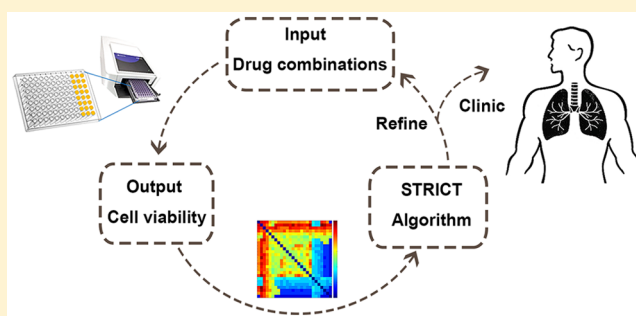 Input
Drug combinations
Clinic
Refine
Output
Cell viability
STRICT
Algorithm